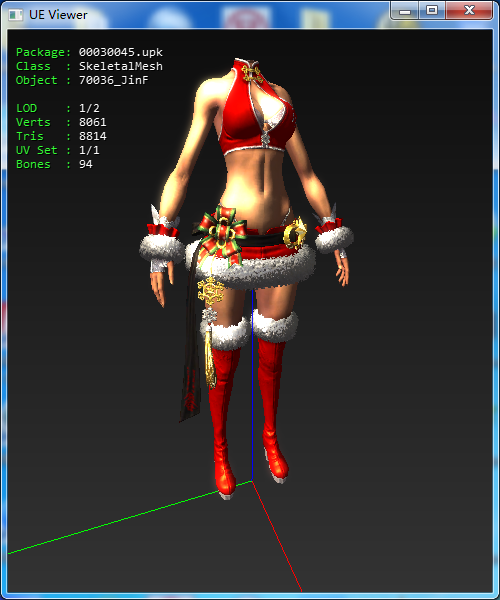 UE Viewer
Package: 00030045.upk
Class : SkeletalMesh
Object : 70036_JinF
LOD : 1/2
Verts : 8061
Tris : 8814
UV Set : 1/1
Bones : 94